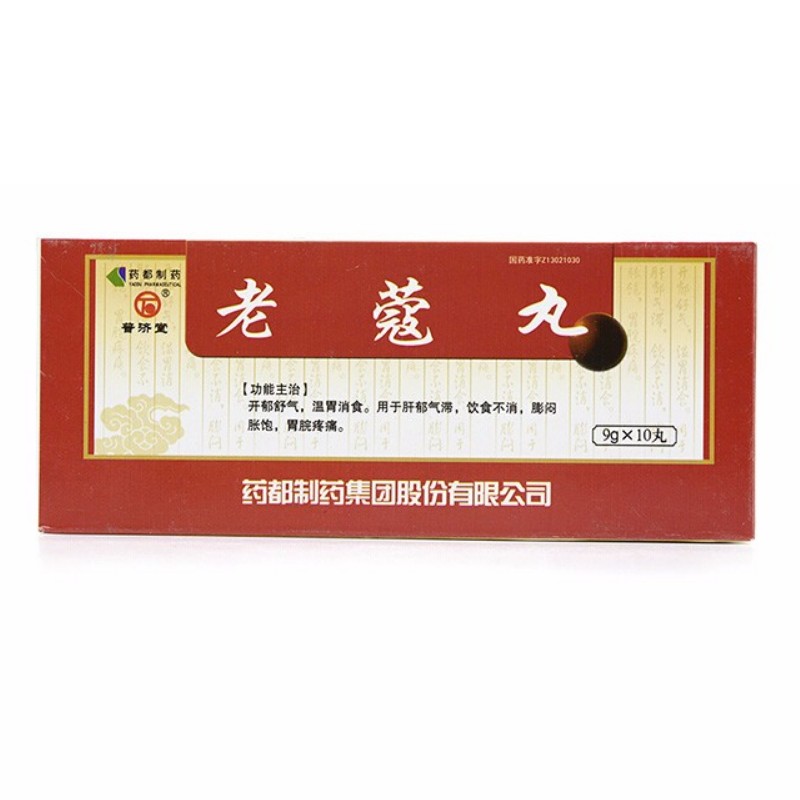 国药准字Z13021030
药都制药
YAODU PHARMACEUTICAL
®
普济堂
老蔻丸
【功能主治】
开郁舒气，温胃消食。用于肝郁气滞，饮食不消，膨闷
胀饱，胃脘疼痛。
9g×10丸
药都制药集团股份有限公司